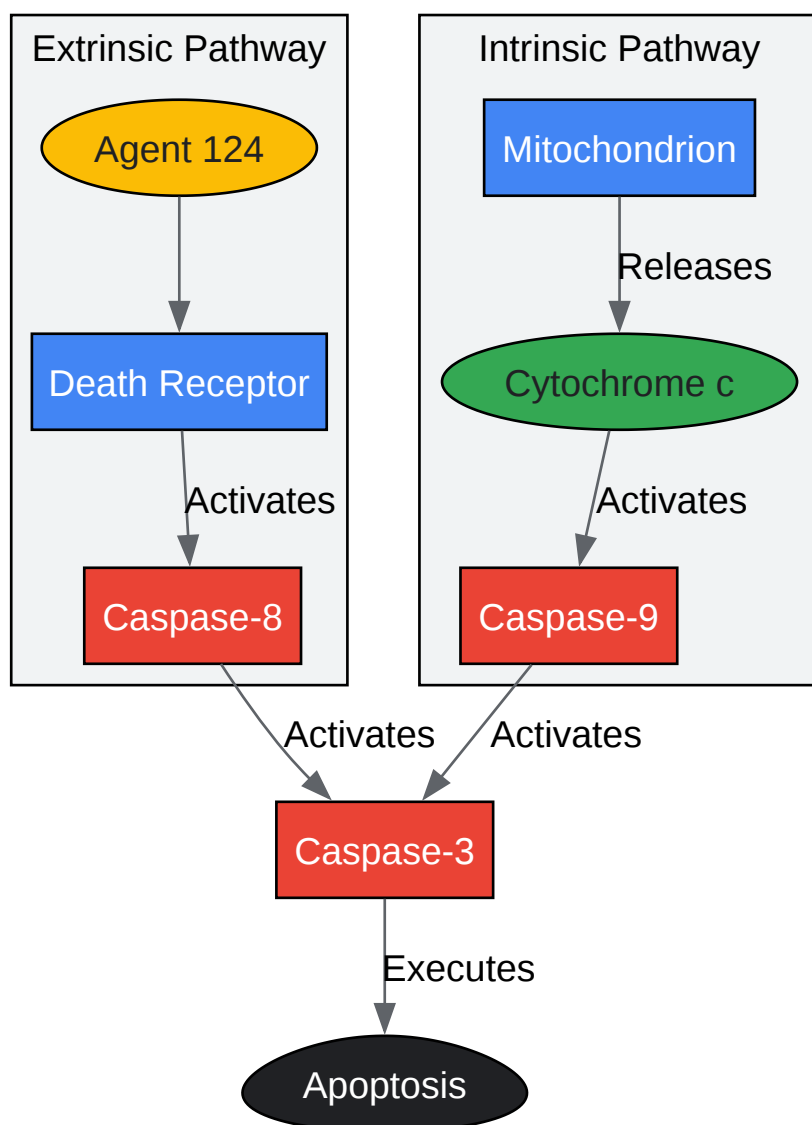 Extrinsic Pathway
Agent 124
Death Receptor
Activates
Caspase-8
Intrinsic Pathway
Mitochondrion
Releases
Cytochrome c
Activates
Caspase-9
Activates
Activates
Caspase-3
Executes
Apoptosis